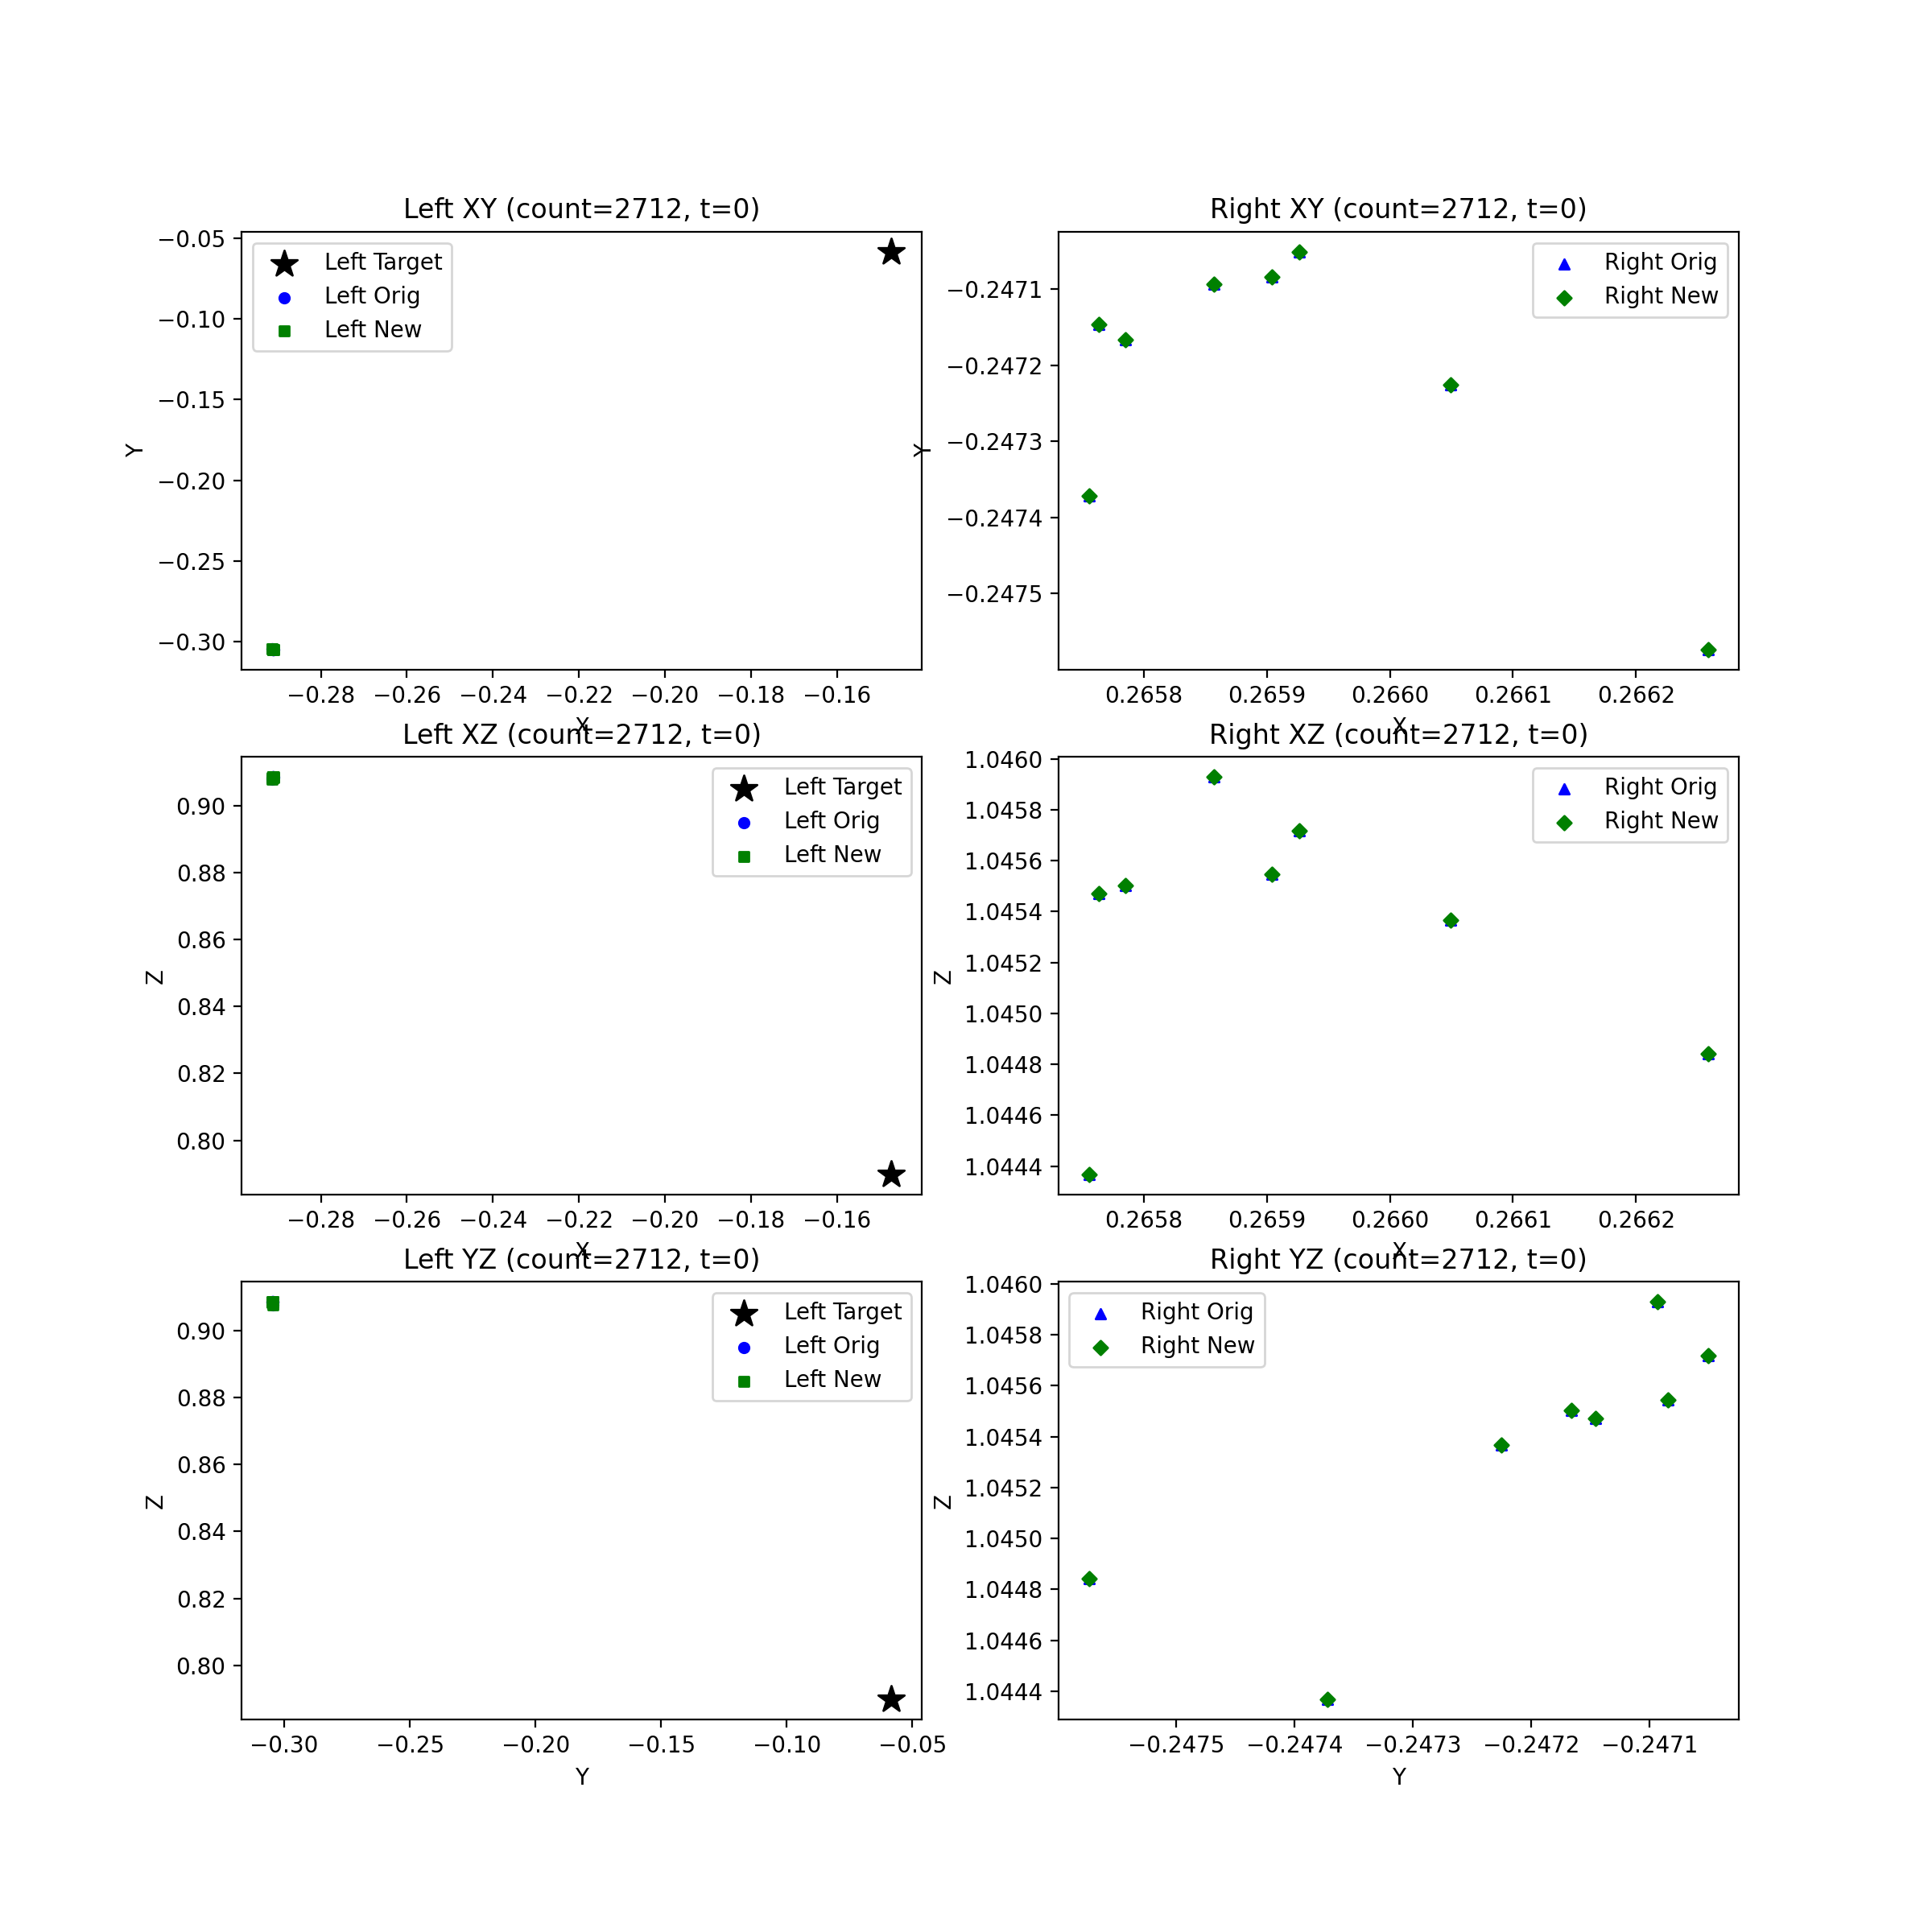 Left XY (count=2712, t=0)
−0.05
−0.10
−0.15
−0.20
−0.25
−0.30
Y
Left Target
Left Orig
Left New
−0.28 −0.26 −0.24 −0.22 −0.20 −0.18 −0.16
X
Right XY (count=2712, t=0)
−0.2471
−0.2472
−0.2473
−0.2474
−0.2475
Y
Right Orig
Right New
0.2658 0.2659 0.2660 0.2661 0.2662
X
Left XZ (count=2712, t=0)
0.90
0.88
0.86
0.84
0.82
0.80
Z
Left Target
Left Orig
Left New
−0.28 −0.26 −0.24 −0.22 −0.20 −0.18 −0.16
X
Right XZ (count=2712, t=0)
1.0460
1.0458
1.0456
1.0454
1.0452
1.0450
1.0448
1.0446
1.0444
Z
Right Orig
Right New
0.2658 0.2659 0.2660 0.2661 0.2662
X
Left YZ (count=2712, t=0)
0.90
0.88
0.86
0.84
0.82
0.80
Z
Left Target
Left Orig
Left New
−0.30 −0.25 −0.20 −0.15 −0.10 −0.05
Y
Right YZ (count=2712, t=0)
1.0460
1.0458
1.0456
1.0454
1.0452
1.0450
1.0448
1.0446
1.0444
Z
Right Orig
Right New
−0.2475 −0.2474 −0.2473 −0.2472 −0.2471
Y